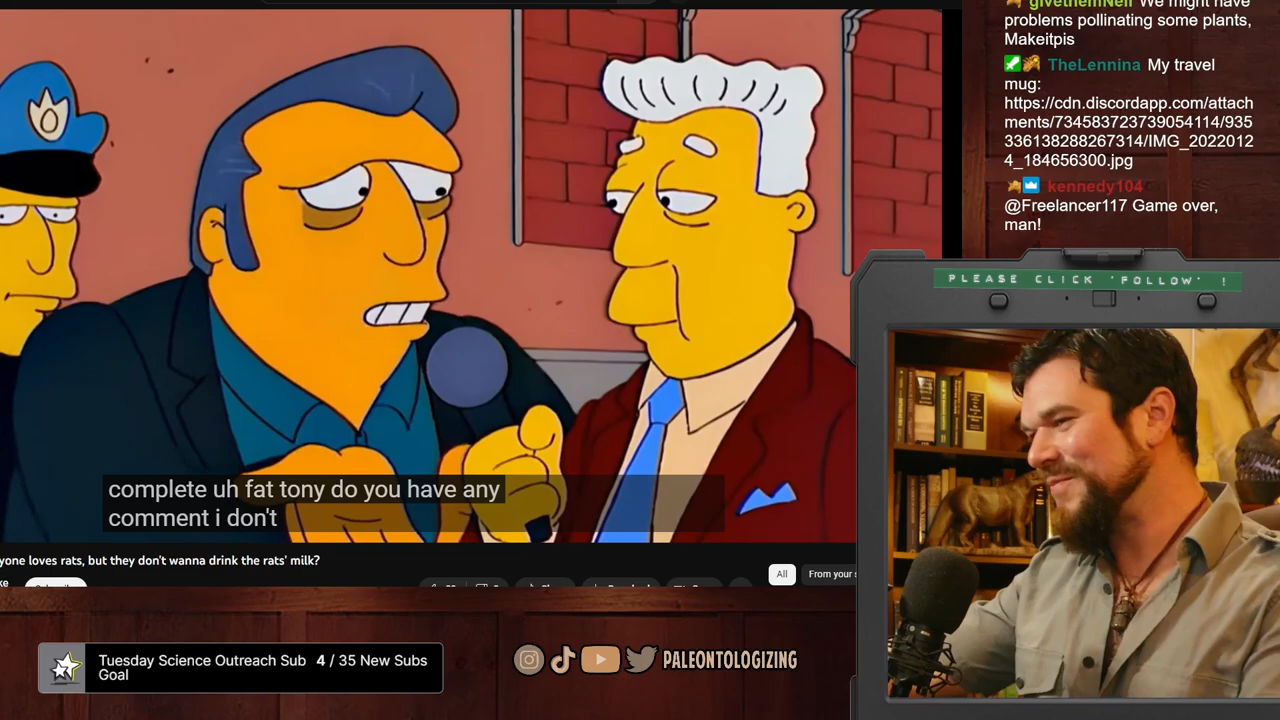 givethemNell We might have
problems pollinating some plants,
Makeitpis
TheLennina My travel
mug:
https://cdn.discordapp.com/attach
ments/734583723739054114/935
336138288267314/IMG_2022012
4_184656300.jpg
kennedy104
@Freelancer117 Game over,
man!
PLEASE CLICK 'FOLLOW' !
complete uh fat tony do you have any
comment i don't
yone loves rats, but they don't wanna drink the rats' milk?
All
From your s
Tuesday Science Outreach Sub 4 / 35 New Subs
Goal
PALEONTOLOGIZING